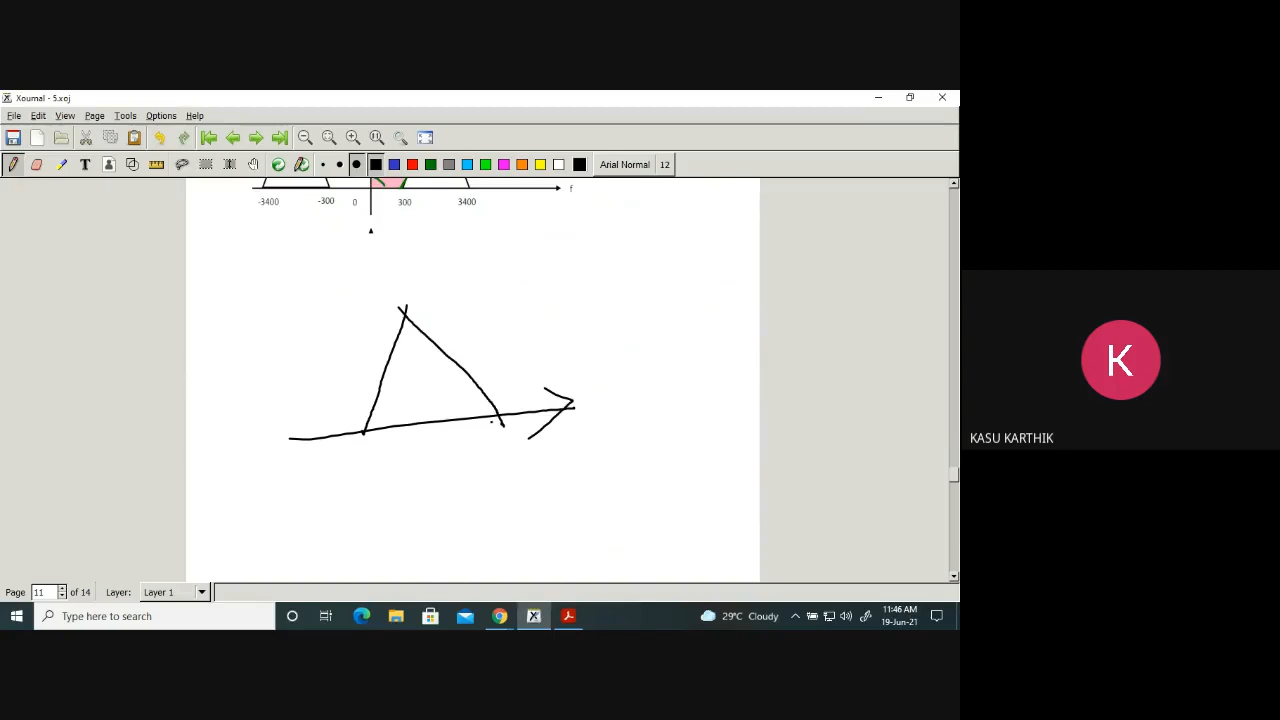 Xournal - 5.xoj
File Edit View Page Tools Options Help
Arial Normal 12
f
-3400 -300 0 300 3400
K
KASU KARTHIK
Page 11 of 14 Layer: Layer 1
Type here to search
29°C Cloudy
11:46 AM
19-Jun-21